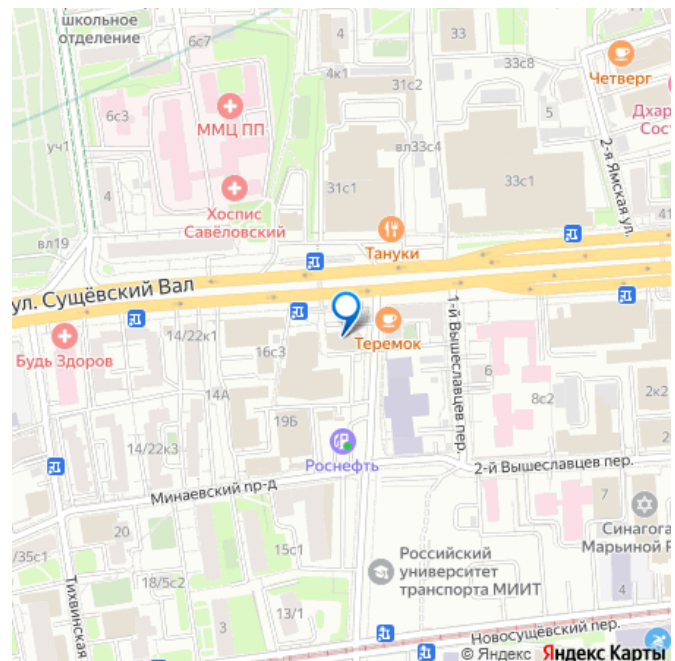 школьное
отделение
6с7
4
33
33с8
Четверг
4к1
31с2
6с3
ММЦ ПП
5
Дхар
Сос
уч1
вл33с4
2-я Ямская ул.
4
31с1
33с1
Хоспис
Савёловский
41
вл19
Тануки
ул. Сущёвский Вал
14/22к1
Теремок
1-й Вышеславцев пер.
Будь Здоров
16с3
6
14А
8с2
2к2
19Б
14/22к3
2
Роснефть
2-й Вышеславцев пер.
Минаевский пр-д
7
20
Синагога
Марьиной Р
/35с1
15с1
Российский
университет
транспорта МИИТ
18/5с2
Тихвинская
4
13/1
3
Новосущёвский пер.
© Яндекс Яндекс Карты